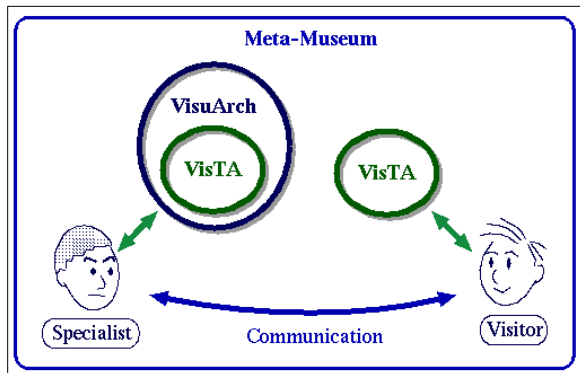 Meta-Museum
VisuArch
VisTA
VisTA
Specialist
Communication
Visitor